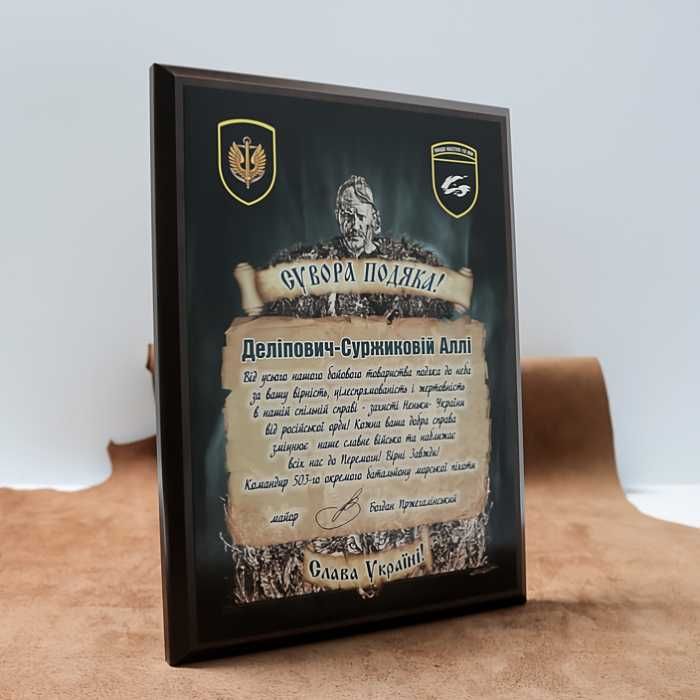 СУВОРА ПОДЯКА!
Деліпович-Суржиковій Аллі
Від усього нашого бойового товариства подяка до неба
за вашу вірність, цілеспрямованість і жертовність
в нашій спільній справі - захисті Неньки- України
від російської орди! Кожна ваша добра справа
зміцнює наше славне військо та наближає
всіх нас до Перемоги! Вірні Завжди!
Командир 503-го окремого батальйону морської піхоти
майор Богдан Пржегалінський
Слава Україні!